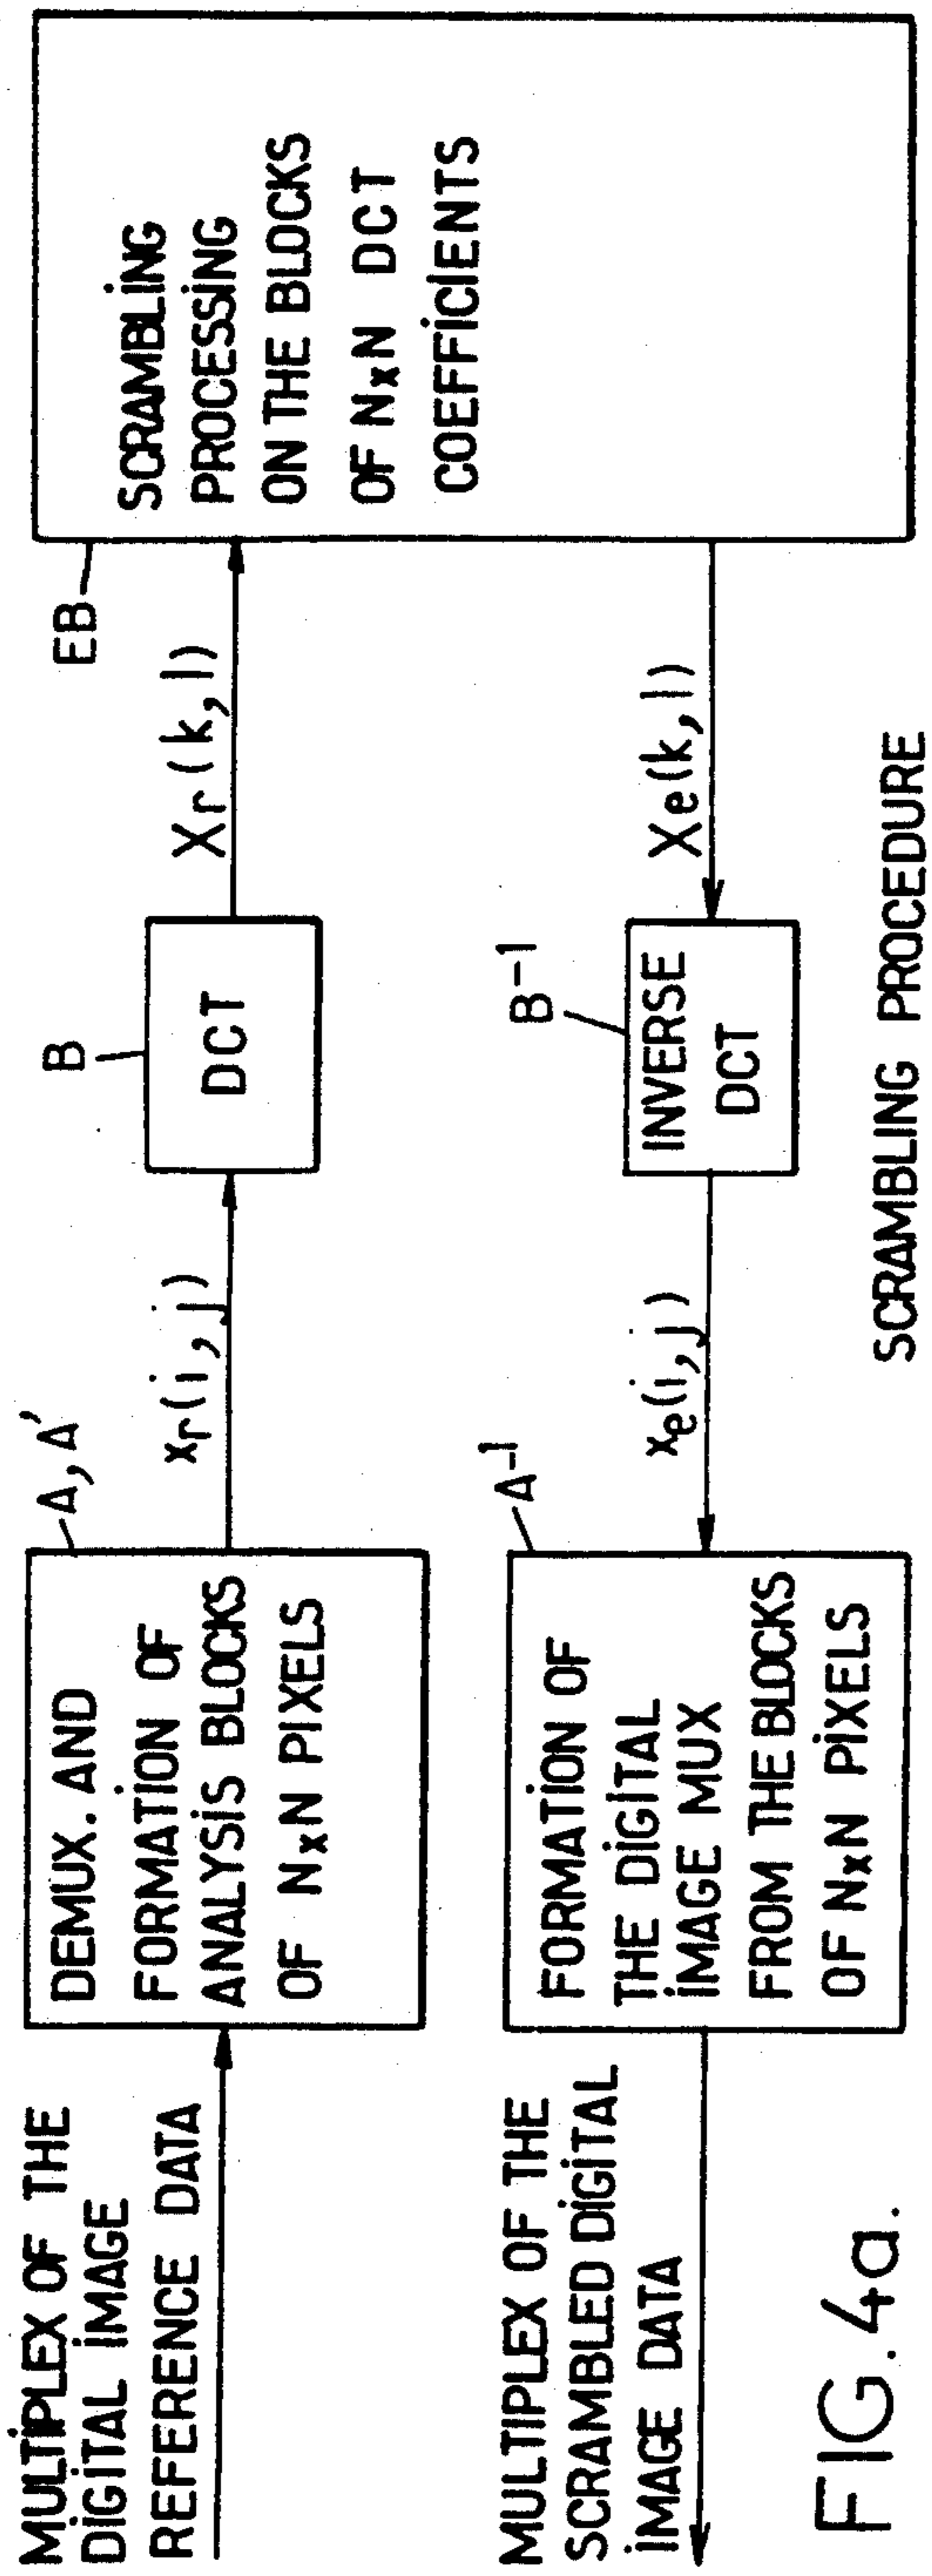 MULTIPLEX OF THE
DIGITAL IMAGE
REFERENCE DATA
DEMUX. AND
FORMATION OF
ANALYSIS BLOCKS
OF NxN PIXELS
A, A'
xr(i,j)
B
DCT
Xr(k,l)
EB
SCRAMBLING
PROCESSING
ON THE BLOCKS
OF NxN DCT
COEFFICIENTS
MULTIPLEX OF THE
SCRAMBLED DIGITAL
IMAGE DATA
FORMATION OF
THE DIGITAL
IMAGE MUX
FROM THE BLOCKS
OF NxN PIXELS
A-1
xe(i,j)
B-1
INVERSE
DCT
Xe(k,l)
SCRAMBLING PROCEDURE
FIG. 4a.